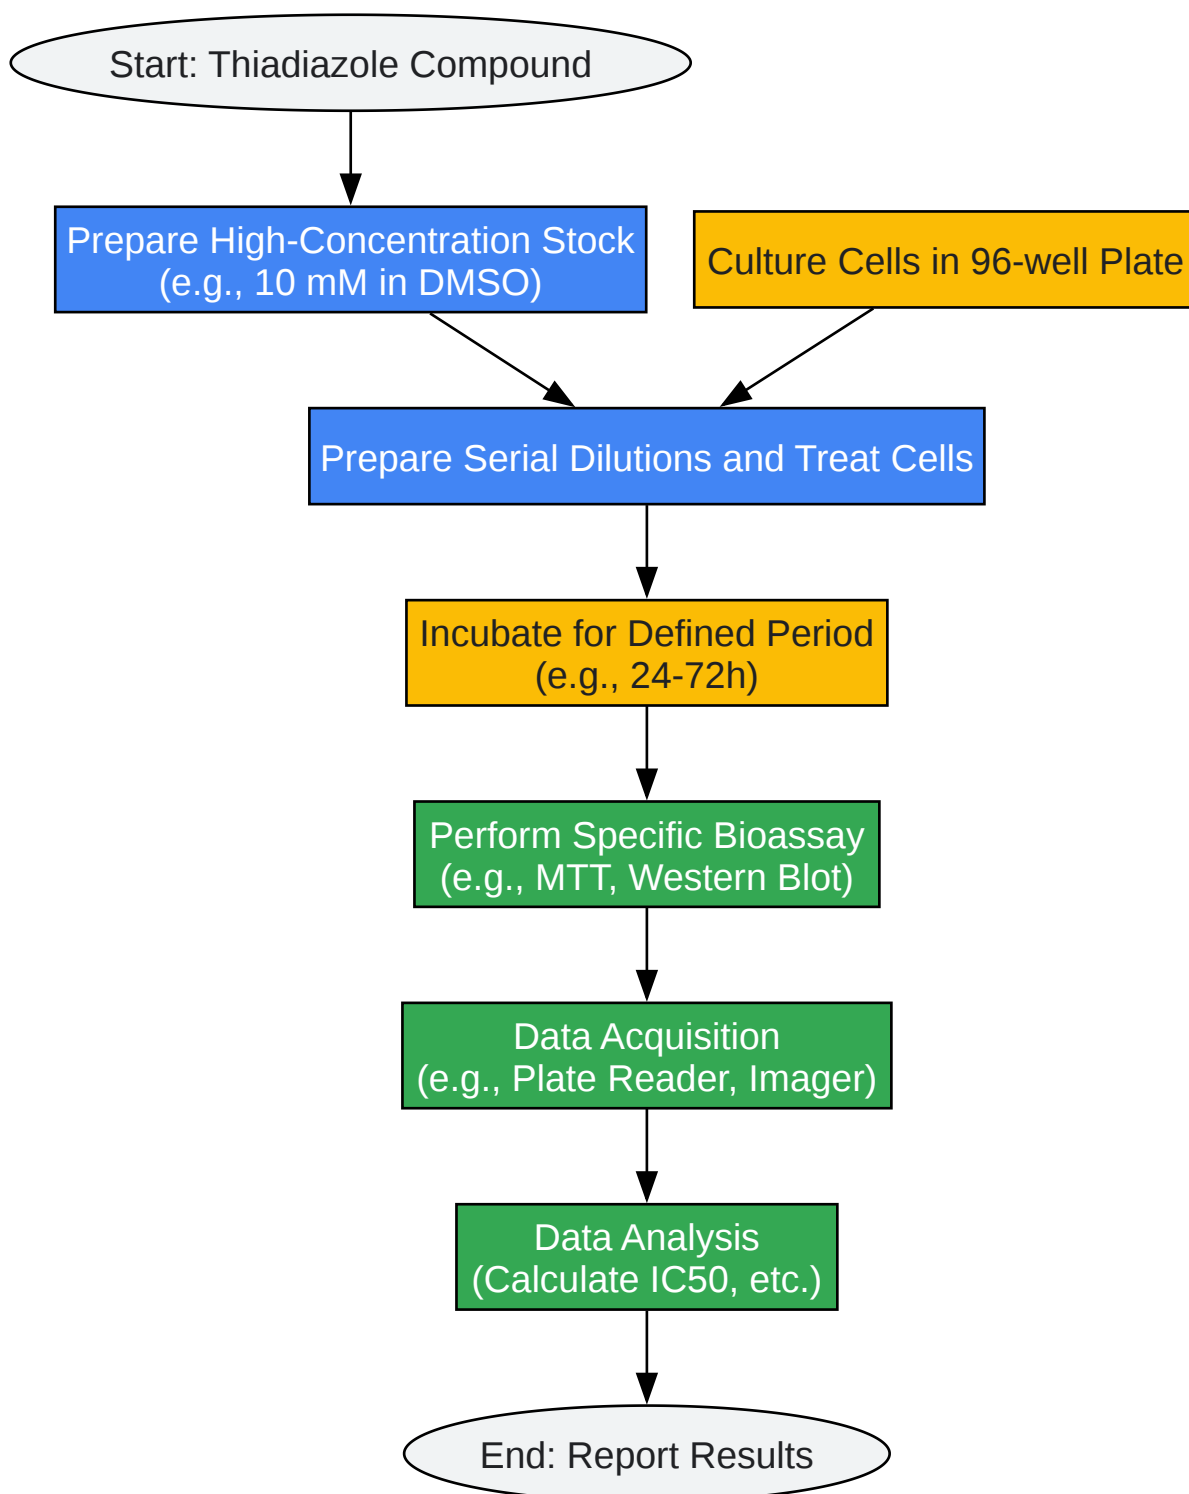 Start: Thiadiazole Compound
Prepare High-Concentration Stock
(e.g., 10 mM in DMSO)
Culture Cells in 96-well Plate
Prepare Serial Dilutions and Treat Cells
Incubate for Defined Period
(e.g., 24-72h)
Perform Specific Bioassay
(e.g., MTT, Western Blot)
Data Acquisition
(e.g., Plate Reader, Imager)
Data Analysis
(Calculate IC50, etc.)
End: Report Results